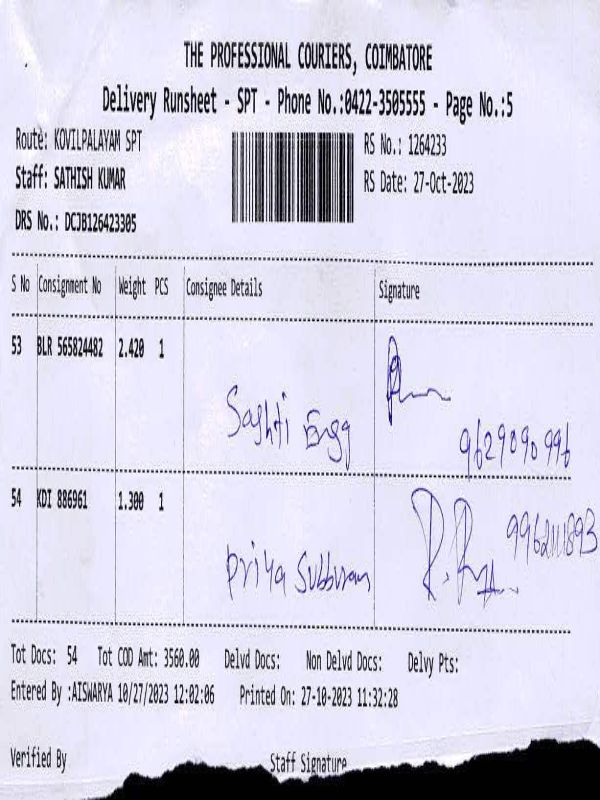 THE PROFESSIONAL COURIERS, COIMBATORE
Delivery Runsheet - SPT - Phone No.:0422-3505555 - Page No.:5
Route: KOVILPALAYAM SPT
RS No.: 1264233
Staff: SATHISH KUMAR
RS Date: 27-Oct-2023
DRS No.: DCJB126423305
S No Consignment No Weight PCS Consignee Details Signature
53 BLR 565824482 2.420 1
Saghti Engg
9629090996
54 KDI 886961 1.300 1
9962111893
Priya Subburam
Tot Docs: 54 Tot COD Amt: 3560.00 Delvd Docs: Non Delvd Docs: Delvy Pts:
Entered By :AISWARYA 10/27/2023 12:02:06 Printed On: 27-10-2023 11:32:28
Verified By Staff Signature